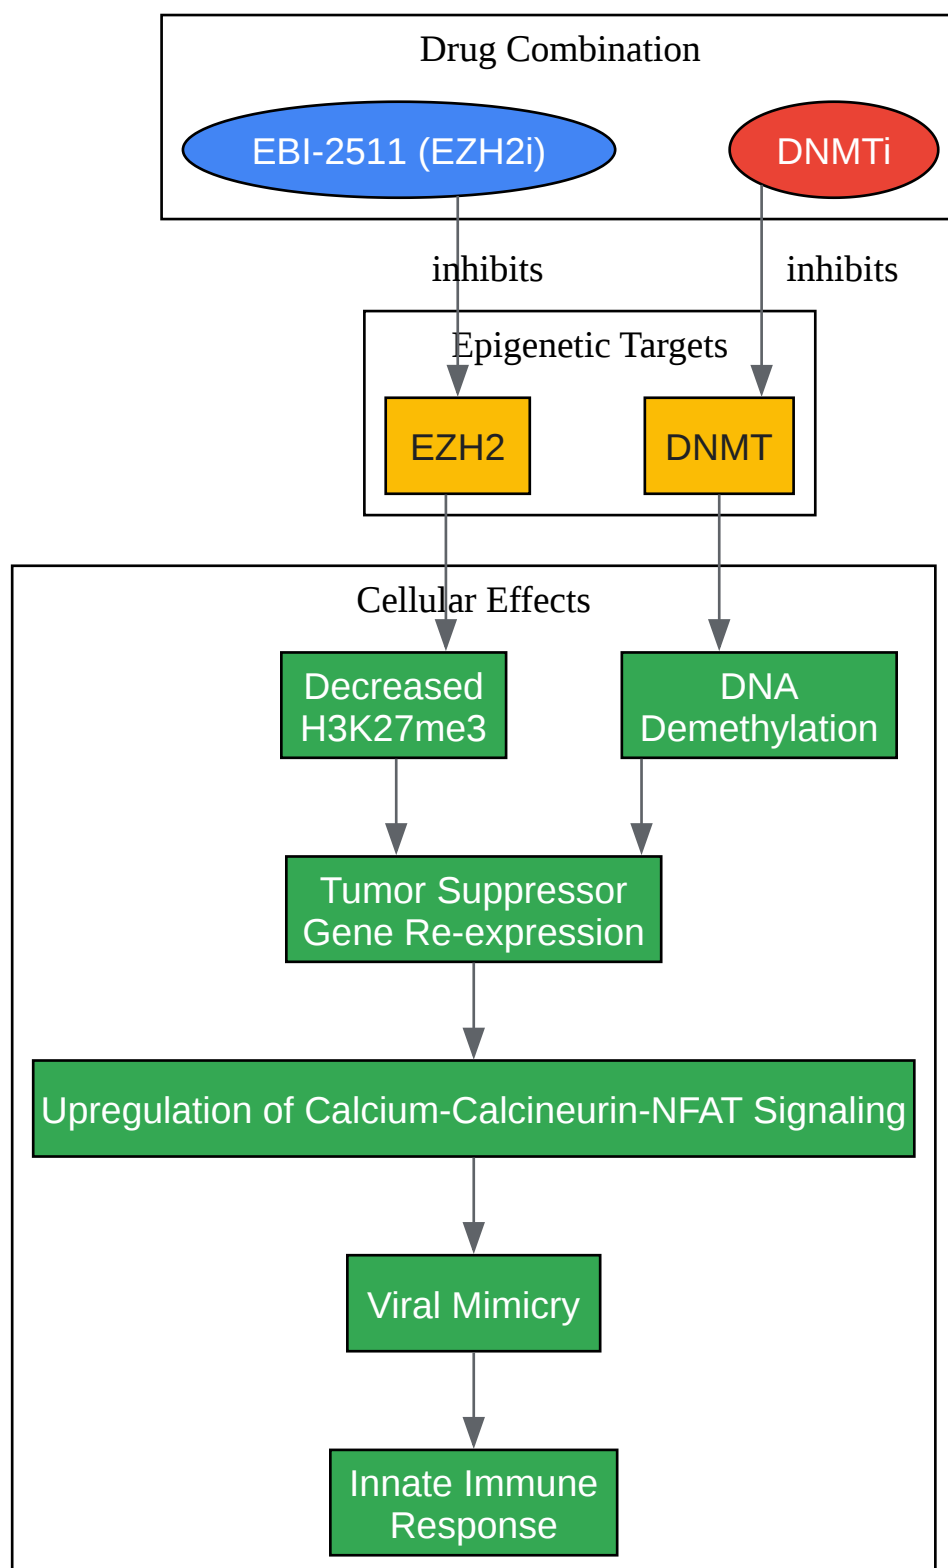 Drug Combination
EBI-2511 (EZH2i)
DNMTi
inhibits
inhibits
Epigenetic Targets
EZH2
DNMT
Cellular Effects
Decreased
H3K27me3
DNA
Demethylation
Tumor Suppressor
Gene Re-expression
Upregulation of Calcium-Calcineurin-NFAT Signaling
Viral Mimicry
Innate Immune
Response